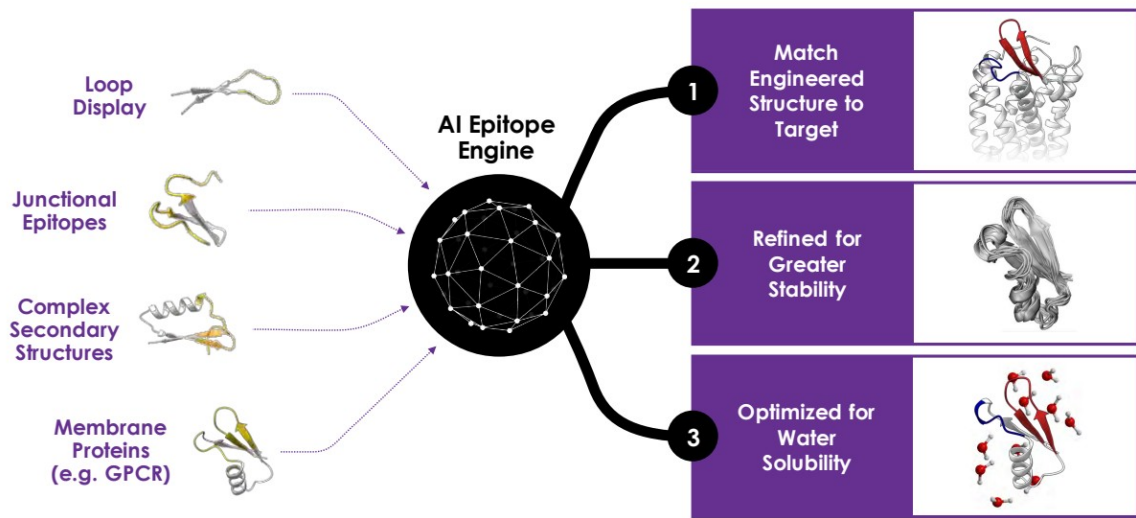 Loop
Display
Junctional
Epitopes
Complex
Secondary
Structures
Membrane
Proteins
(e.g. GPCR)
AI Epitope
Engine
1
Match
Engineered
Structure to
Target
2
Refined for
Greater
Stability
3
Optimized for
Water
Solubility